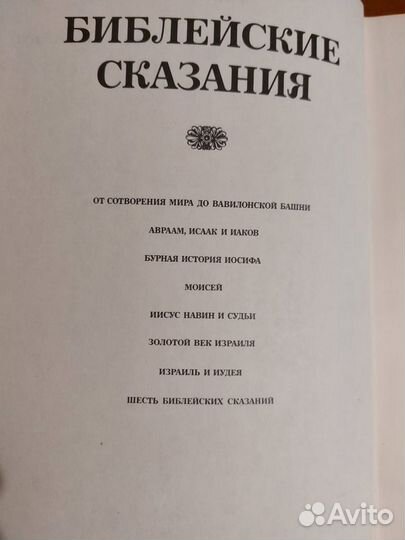 БИБЛЕЙСКИЕ
СКАЗАНИЯ
ОТ СОТВОРЕНИЯ МИРА ДО ВАВИЛОНСКОЙ БАШНИ
АВРААМ, ИСААК И ИАКОВ
БУРНАЯ ИСТОРИЯ ИОСИФА
МОИСЕЙ
ИИСУС НАВИН И СУДЬИ
ЗОЛОТОЙ ВЕК ИЗРАИЛЯ
ИЗРАИЛЬ И ИУДЕЯ
ШЕСТЬ БИБЛЕЙСКИХ СКАЗАНИЙ
Avito